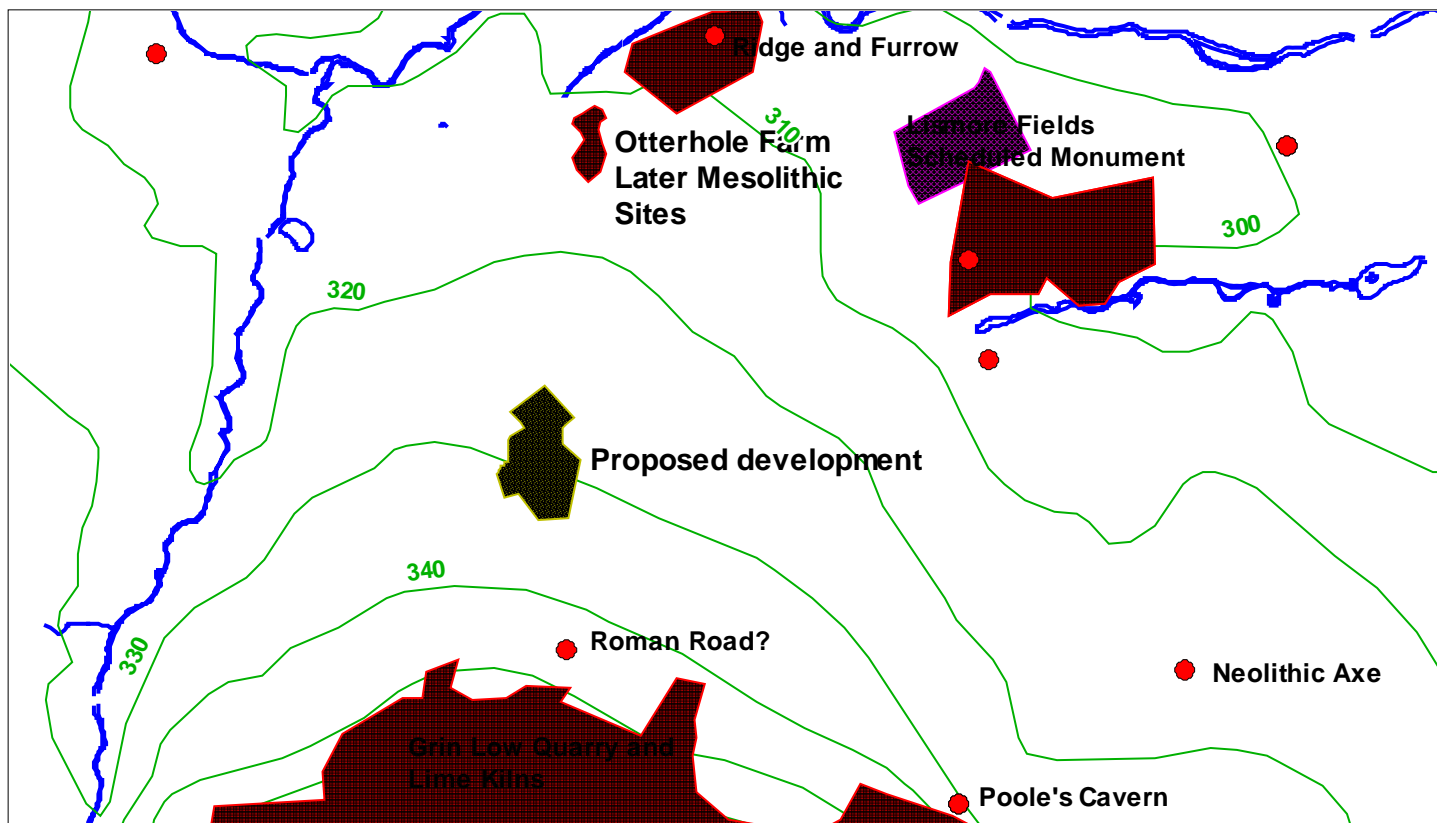 Ridge and Furrow
310
Lismore Fields
Scheduled Monument
Otterhole Farm
Later Mesolithic
Sites
300
320
Proposed development
340
330
Roman Road?
Neolithic Axe
Grin Low Quarry and
Lime Kilns
Poole's Cavern